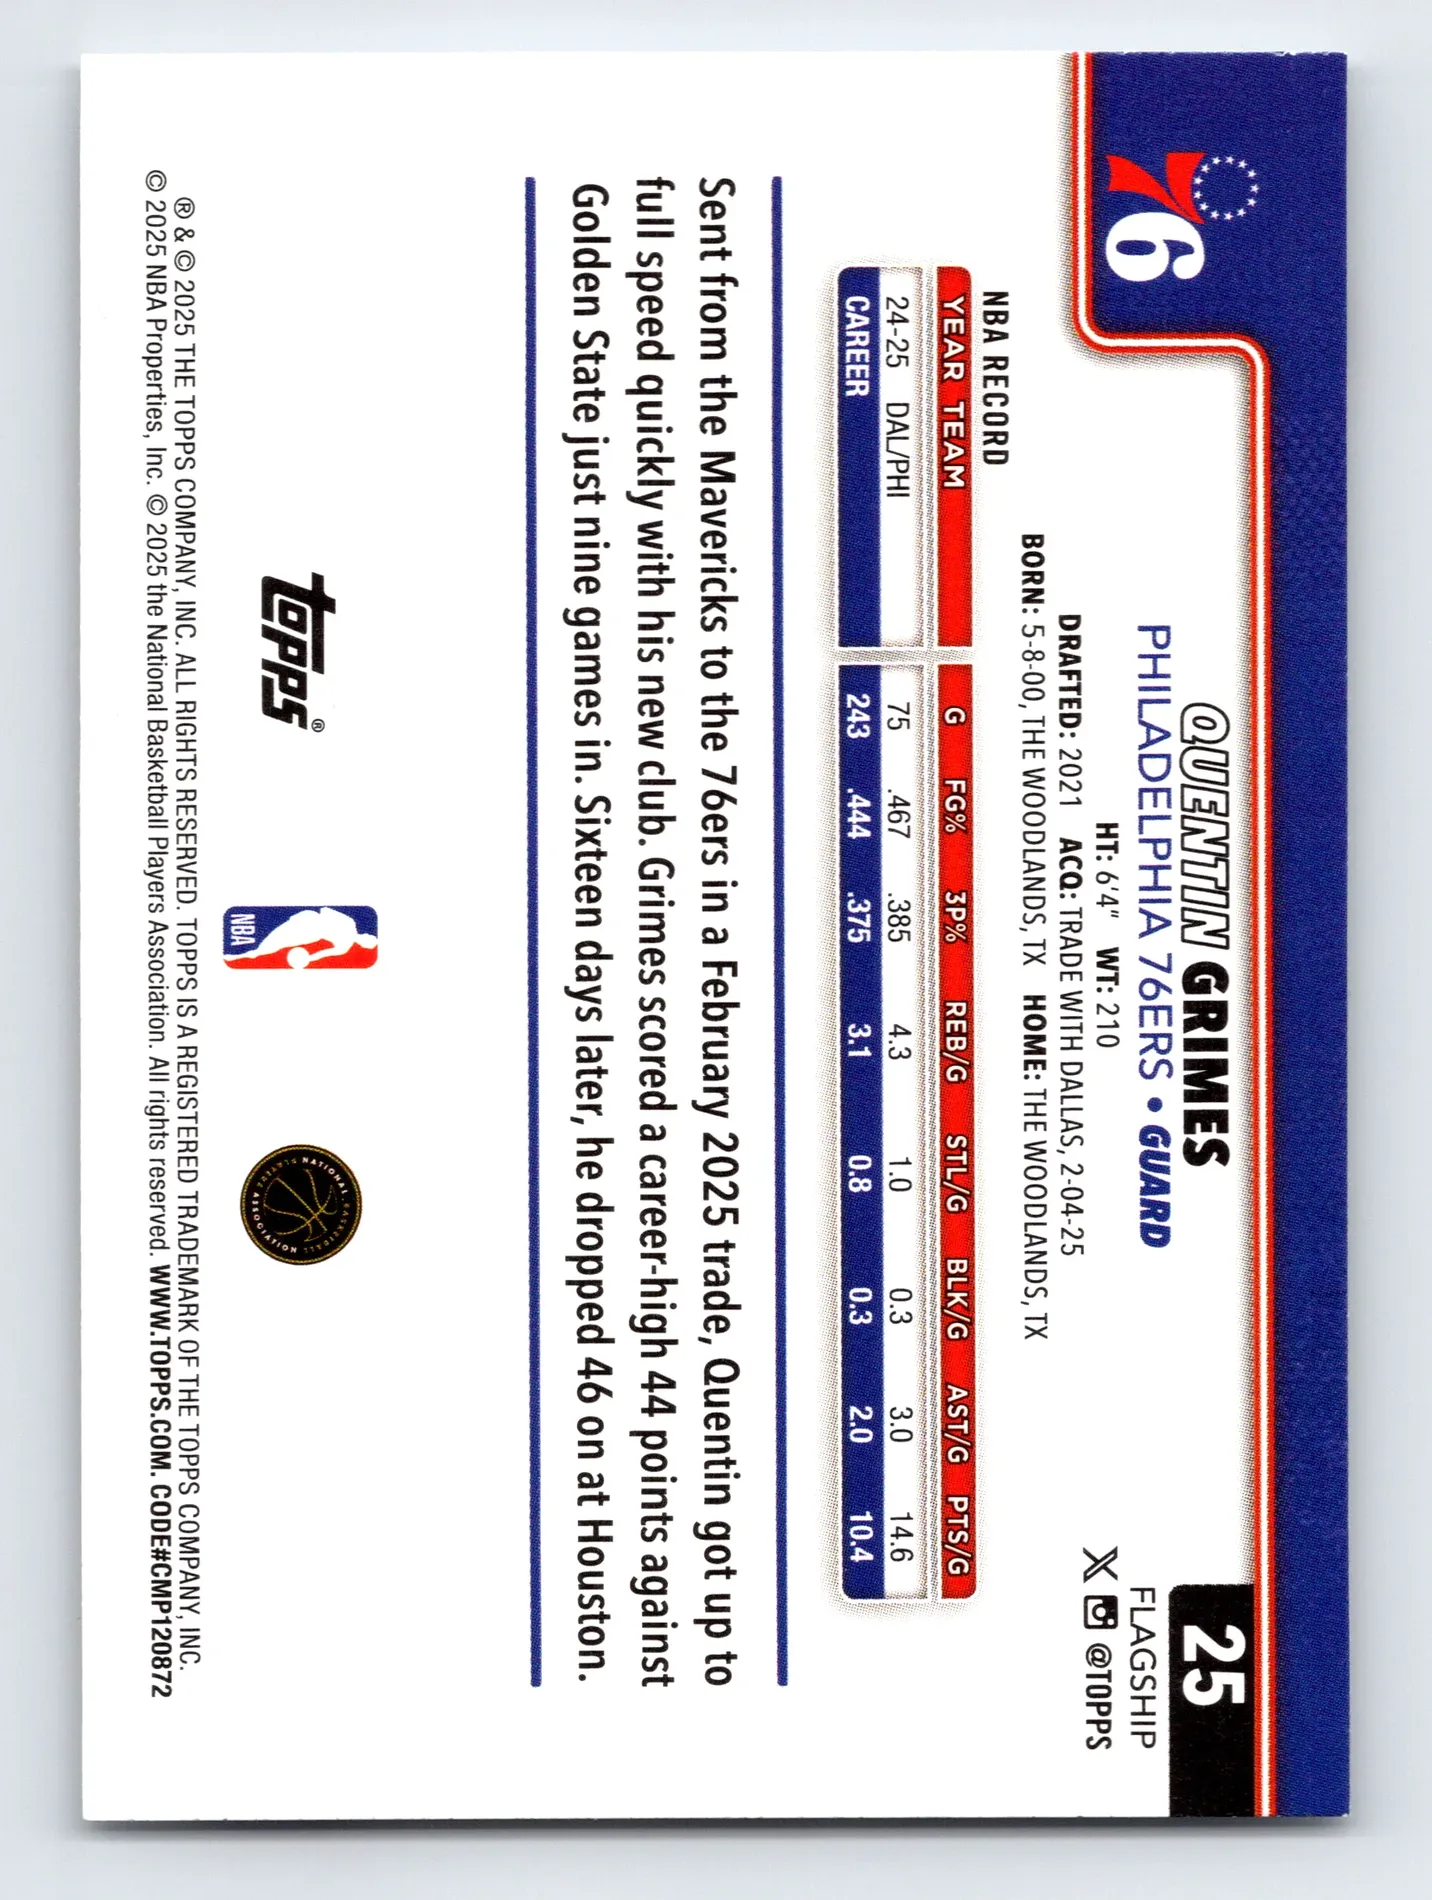 76
25
QUENTIN GRIMES
PHILADELPHIA 76ERS • GUARD
FLAGSHIP
HT: 6'4" WT: 210
@TOPPS
DRAFTED: 2021 ACQ: TRADE WITH DALLAS, 2-04-25
BORN: 5-8-00, THE WOODLANDS, TX HOME: THE WOODLANDS, TX
NBA RECORD
YEAR TEAM G FG% 3P% REB/G STL/G BLK/G AST/G PTS/G
24-25 DAL/PHI 75 .467 .385 4.3 1.0 0.3 3.0 14.6
CAREER 243 .444 .375 3.1 0.8 0.3 2.0 10.4
Sent from the Mavericks to the 76ers in a February 2025 trade, Quentin got up to
full speed quickly with his new club. Grimes scored a career-high 44 points against
Golden State just nine games in. Sixteen days later, he dropped 46 on at Houston.
topps®
NBA
NATIONAL BASKETBALL PLAYERS ASSOCIATION
® & © 2025 THE TOPPS COMPANY, INC. ALL RIGHTS RESERVED. TOPPS IS A REGISTERED TRADEMARK OF THE TOPPS COMPANY, INC.
© 2025 NBA Properties, Inc. © 2025 the National Basketball Players Association. All rights reserved. WWW.TOPPS.COM. CODE#CMP120872